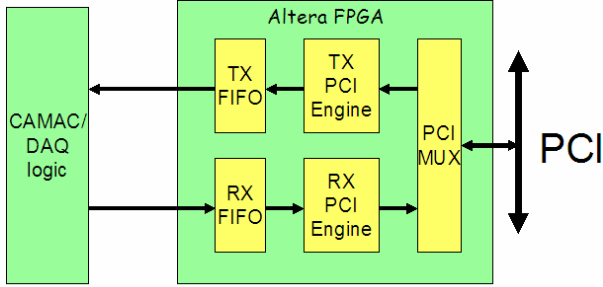 Altera FPGA
CAMAC/
DAQ
logic
TX
FIFO
TX
PCI
Engine
PCI
MUX
PCI
RX
FIFO
RX
PCI
Engine